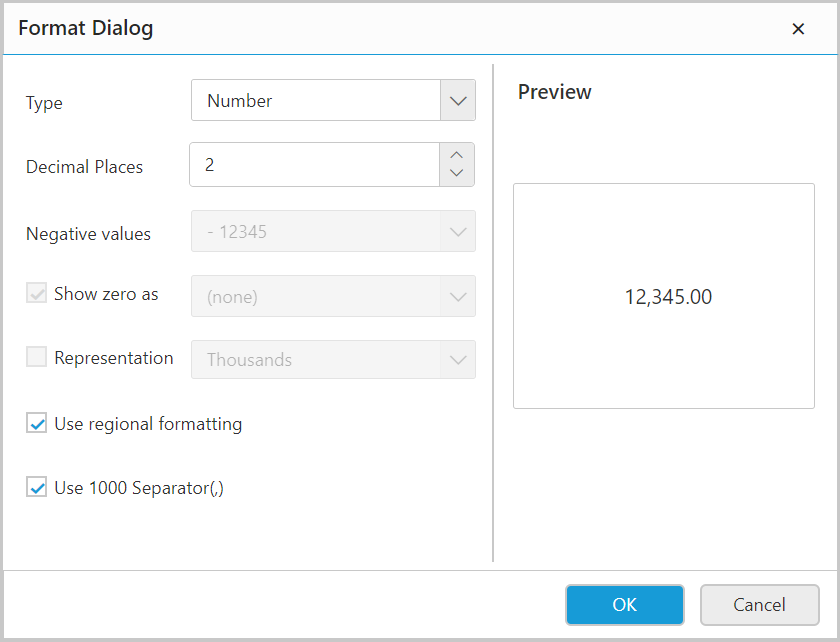 Format Dialog
Type
Number
Decimal Places
2
Negative values
- 12345
Show zero as
(none)
Representation
Thousands
Use regional formatting
Use 1000 Separator(,)
Preview
12,345.00
OK
Cancel